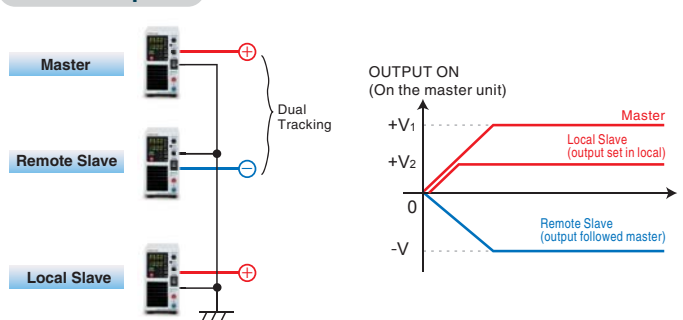 Master
Remote Slave
Local Slave
Dual
Tracking
OUTPUT ON
(On the master unit)
+V1
+V2
0
-V
Master
Local Slave
(output set in local)
Remote Slave
(output followed master)